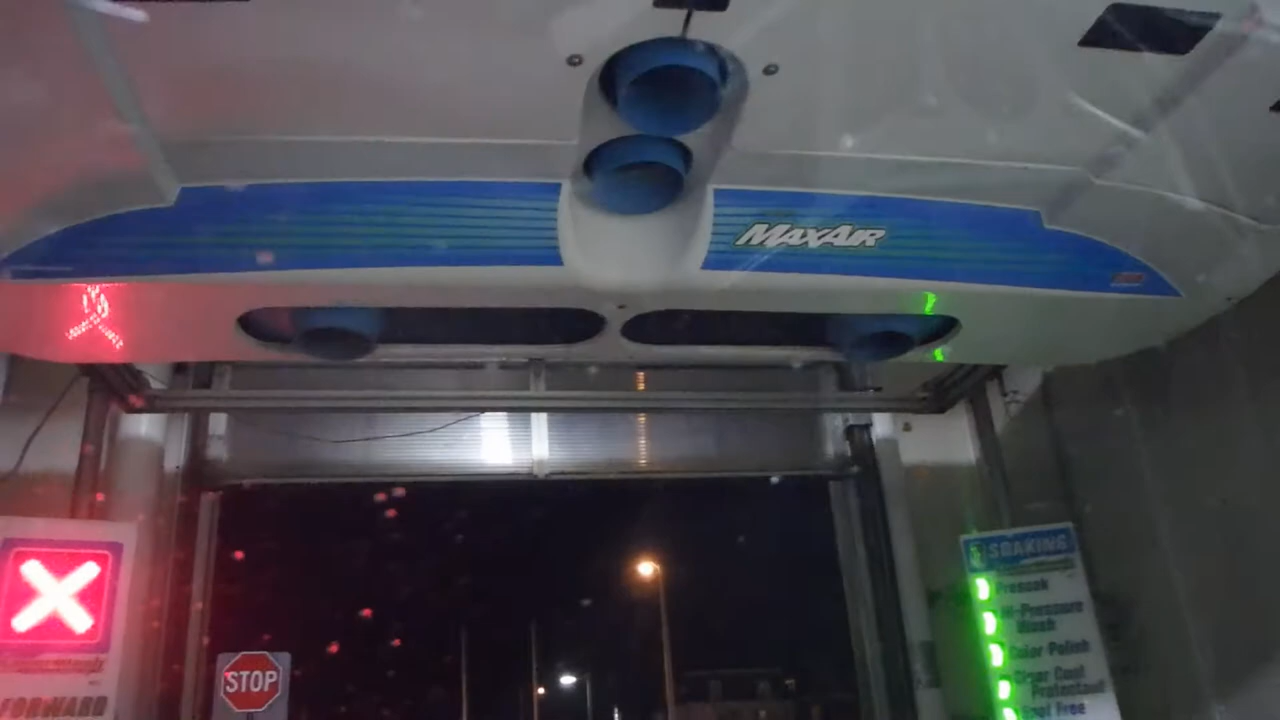 MAXAIR
STOP
FORWARD
Presoak
Hi-Pressure
Wash
Color Polish
Clear Coat
Protectant
Spot Free